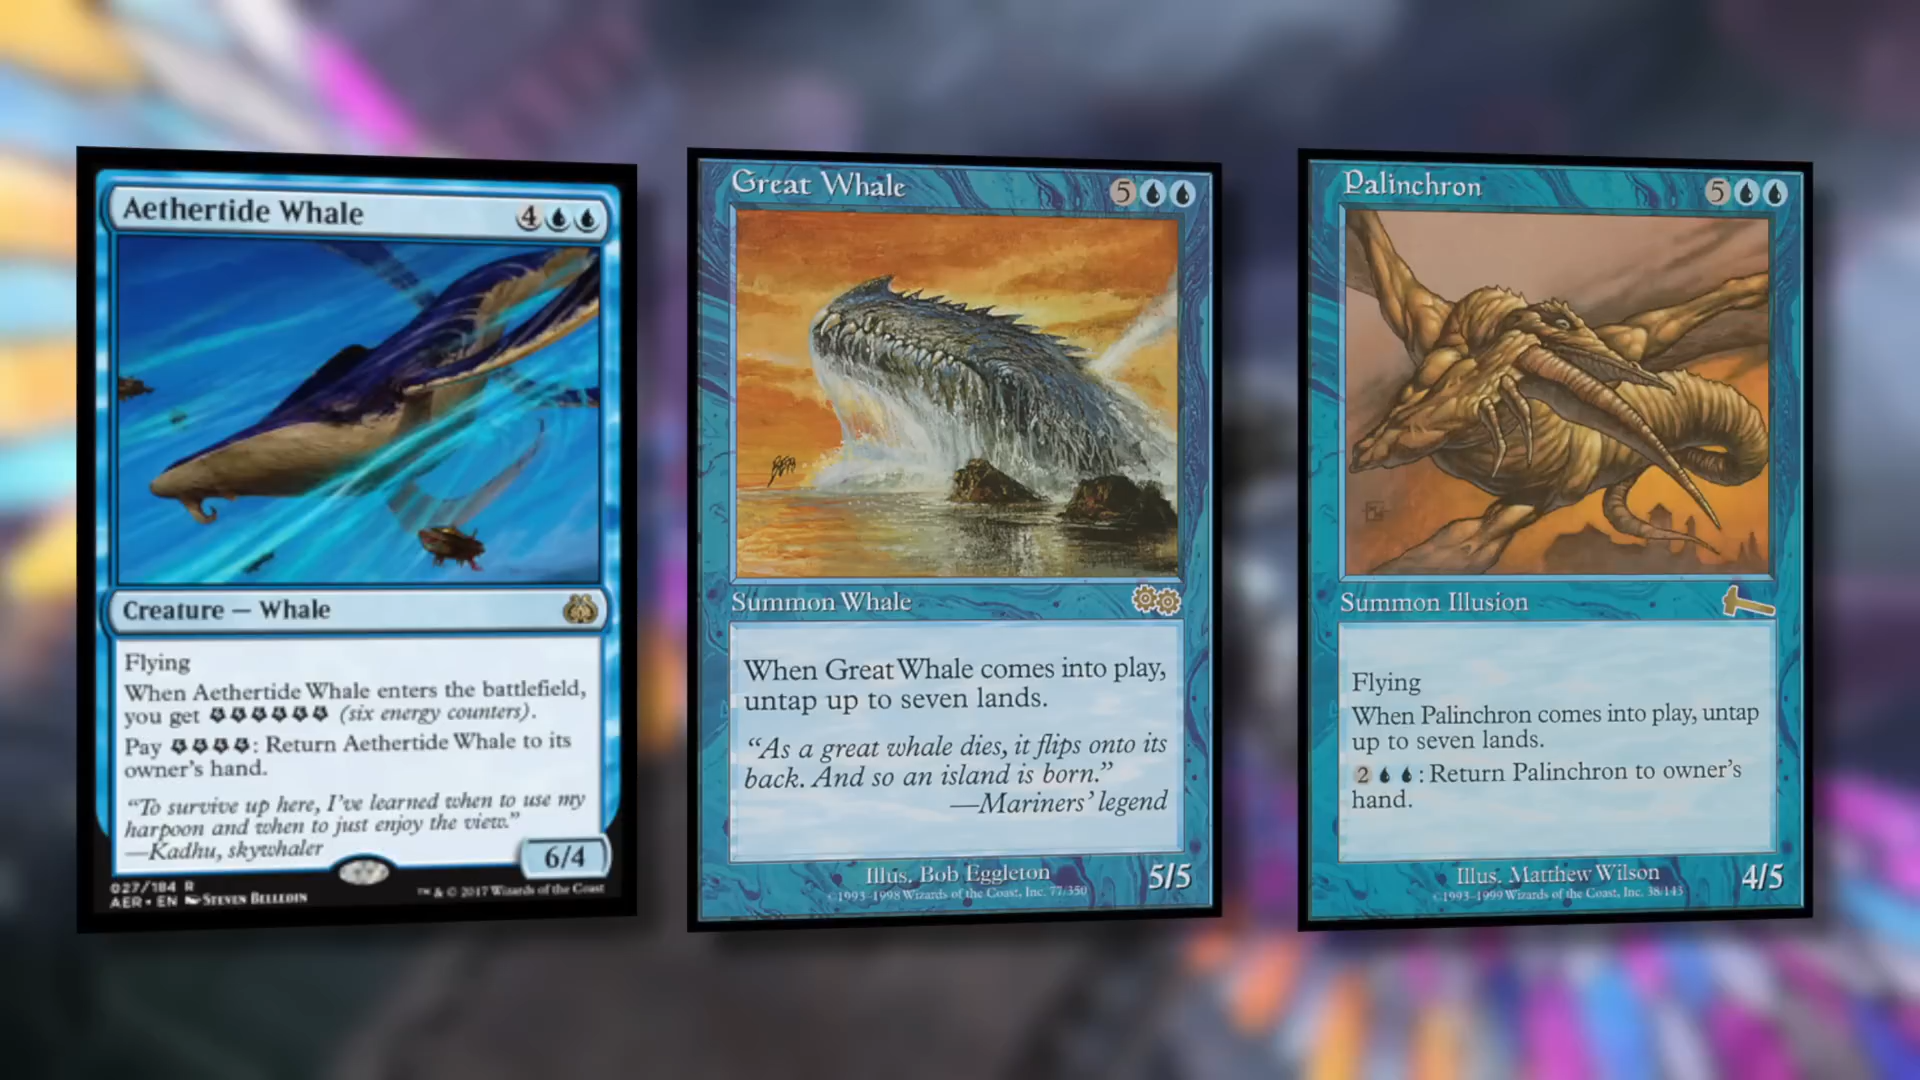 Aethertide Whale
4
Creature — Whale
Flying
When Aethertide Whale enters the battlefield,
you get (six energy counters).
Pay : Return Aethertide Whale to its
owner's hand.
"To survive up here, I've learned when to use my
harpoon and when to just enjoy the view."
—Kadhu, skywhaler
6/4
027/184 R
AER • EN Steven Belledin
™ & © 2017 Wizards of the Coast
Great Whale
5
Summon Whale
When Great Whale comes into play,
untap up to seven lands.
"As a great whale dies, it flips onto its
back. And so an island is born."
—Mariners' legend
Illus. Bob Eggleton
5/5
©1993-1998 Wizards of the Coast, Inc. 77/350
Palinchron
5
Summon Illusion
Flying
When Palinchron comes into play, untap
up to seven lands.
2 : Return Palinchron to owner's
hand.
Illus. Matthew Wilson
4/5
©1993-1999 Wizards of the Coast, Inc. 38/143